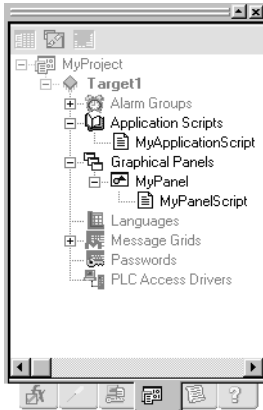 MyProject
Target1
Alarm Groups
Application Scripts
MyApplicationScript
Graphical Panels
MyPanel
MyPanelScript
Languages
Message Grids
Passwords
PLC Access Drivers